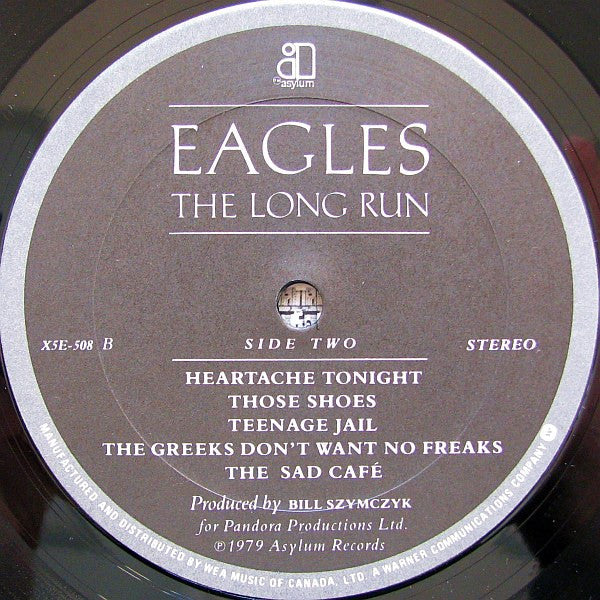 asylum
EAGLES
THE LONG RUN
X5E-508 B
SIDE TWO
STEREO
HEARTACHE TONIGHT
THOSE SHOES
TEENAGE JAIL
THE GREEKS DON'T WANT NO FREAKS
THE SAD CAFÉ
Produced by BILL SZYMCZYK
for Pandora Productions Ltd.
℗1979 Asylum Records
MANUFACTURED AND DISTRIBUTED BY WEA MUSIC OF CANADA, LTD. A WARNER COMMUNICATIONS COMPANY